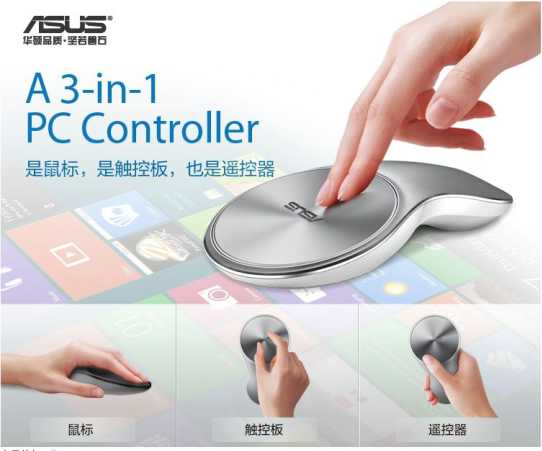 ASUS
华硕品质·坚若磐石
A 3-in-1
PC Controller
是鼠标，是触控板，也是遥控器
ASUS
鼠标
触控板
遥控器